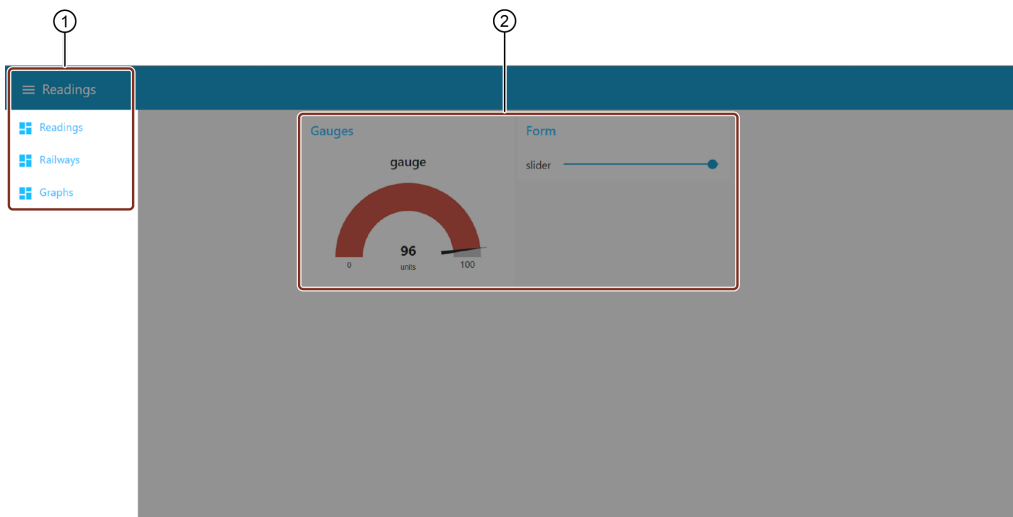 1
2
Readings
Readings
Railways
Graphs
Gauges
gauge
96
units
0
100
Form
slider